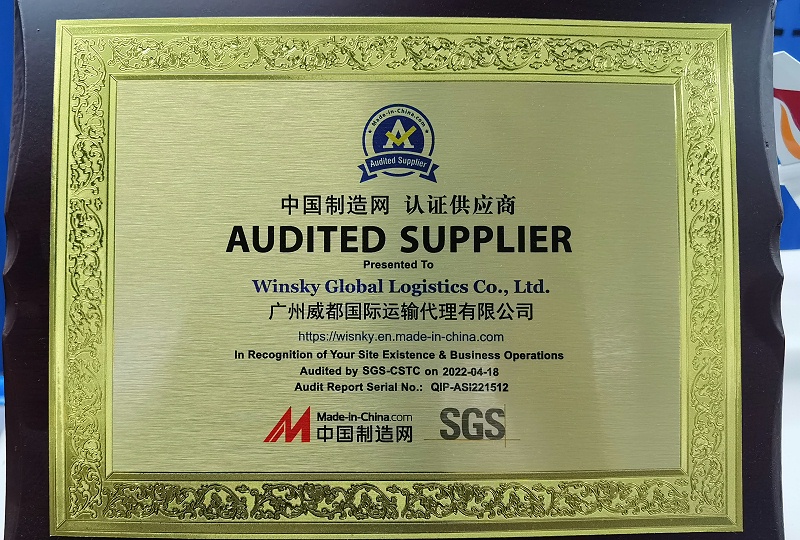 Made-in-China.com
Audited Supplier
中国制造网 认证供应商
AUDITED SUPPLIER
Presented To
Winsky Global Logistics Co., Ltd.
广州威都国际运输代理有限公司
https://wisnky.en.made-in-china.com
In Recognition of Your Site Existence & Business Operations
Audited by SGS-CSTC on 2022-04-18
Audit Report Serial No.: QIP-ASI221512
Made-in-China.com
中国制造网
SGS